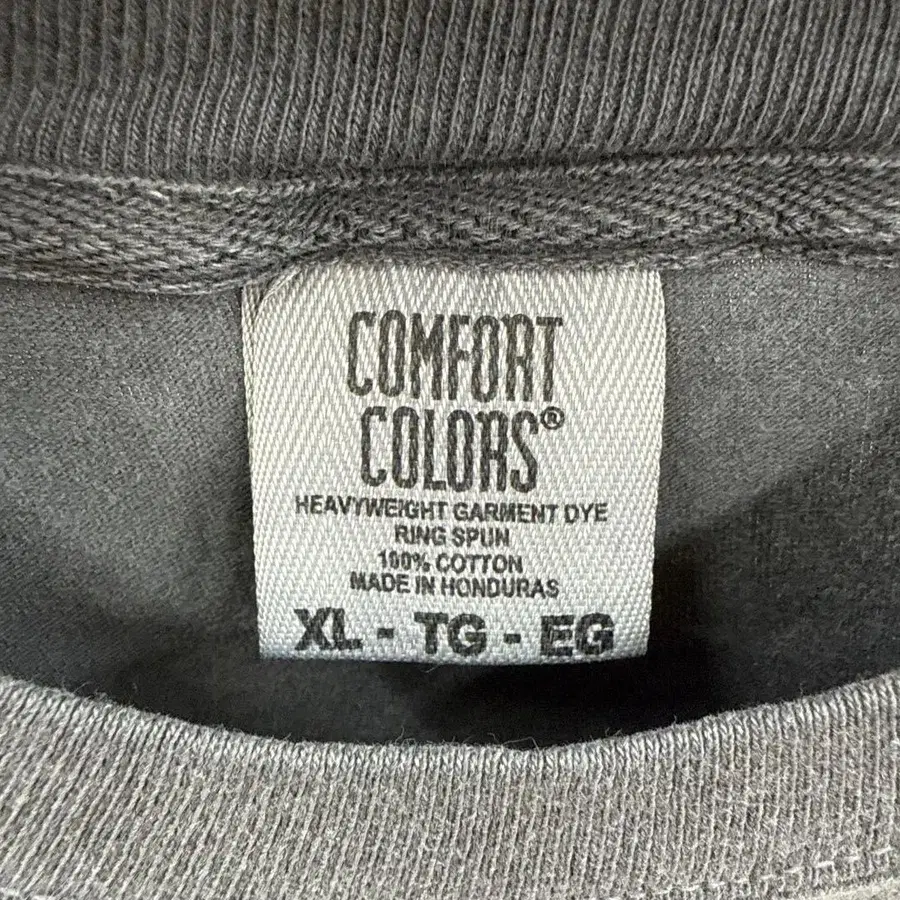 COMFORT
COLORS®
HEAVYWEIGHT GARMENT DYE
RING SPUN
100% COTTON
MADE IN HONDURAS
XL - TG - EG